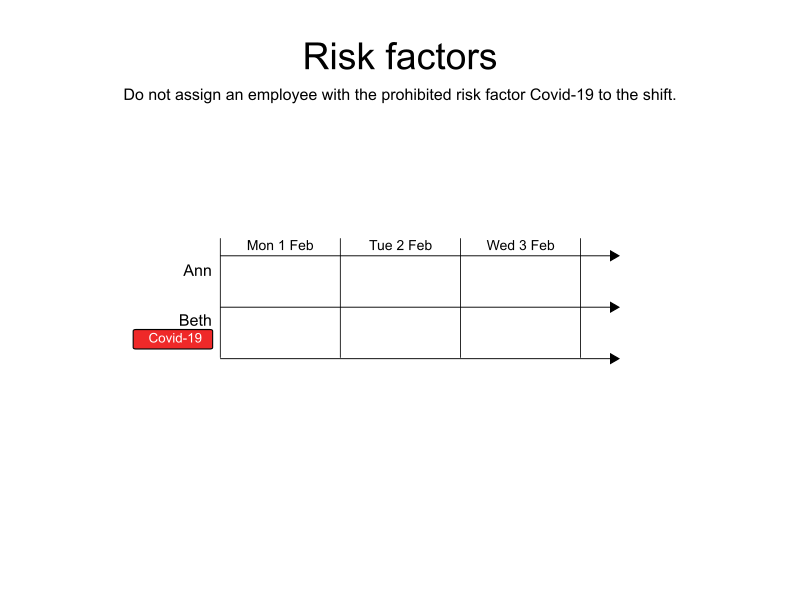 Risk factors
Do not assign an employee with the prohibited risk factor Covid-19 to the shift.
Mon 1 Feb Tue 2 Feb Wed 3 Feb
Ann
Beth
Covid-19